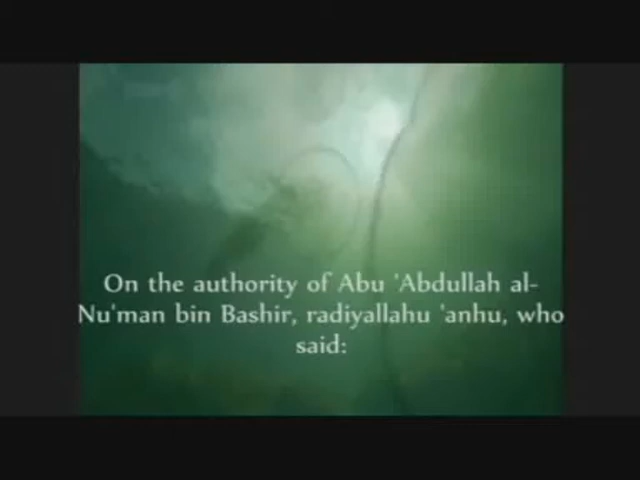 On the authority of Abu 'Abdullah al-
Nu'man bin Bashir, radiyallahu 'anhu, who
said: